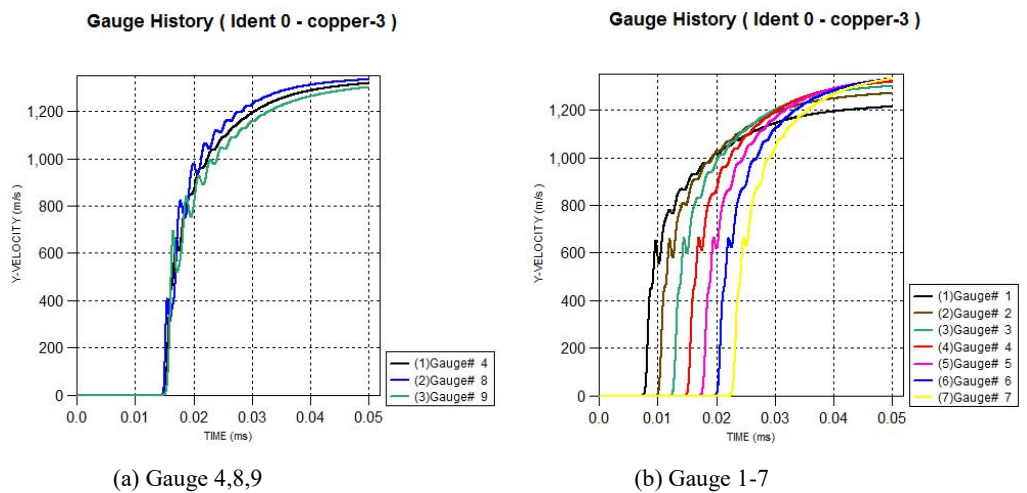 Gauge History ( Ident 0 - copper-3 )
Y-VELOCITY (m/s )
1,200
1,000
800
600
400
200
0
0.0 0.01 0.02 0.03 0.04 0.05
TIME (ms)
(1)Gauge# 4
(2)Gauge# 8
(3)Gauge# 9
(a) Gauge 4,8,9
Gauge History ( Ident 0 - copper-3 )
Y-VELOCITY (m/s )
1,200
1,000
800
600
400
200
0
0.0 0.01 0.02 0.03 0.04 0.05
TIME (ms)
(1)Gauge# 1
(2)Gauge# 2
(3)Gauge# 3
(4)Gauge# 4
(5)Gauge# 5
(6)Gauge# 6
(7)Gauge# 7
(b) Gauge 1-7